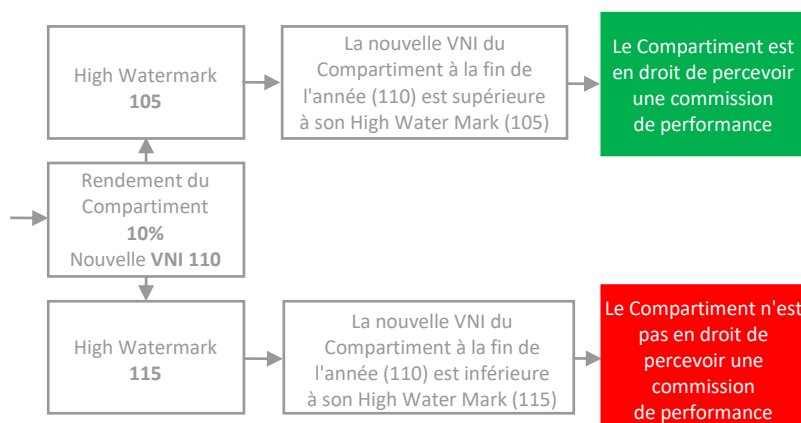 High Watermark
105
La nouvelle VNI du
Compartiment à la fin de
l'année (110) est supérieure
à son High Water Mark (105)
Le Compartiment est
en droit de percevoir
une commission
de performance
Rendement du
Compartiment
10%
Nouvelle VNI 110
High Watermark
115
La nouvelle VNI du
Compartiment à la fin de
l'année (110) est inférieure
à son High Water Mark (115)
Le Compartiment n'est
pas en droit de
percevoir une
commission
de performance